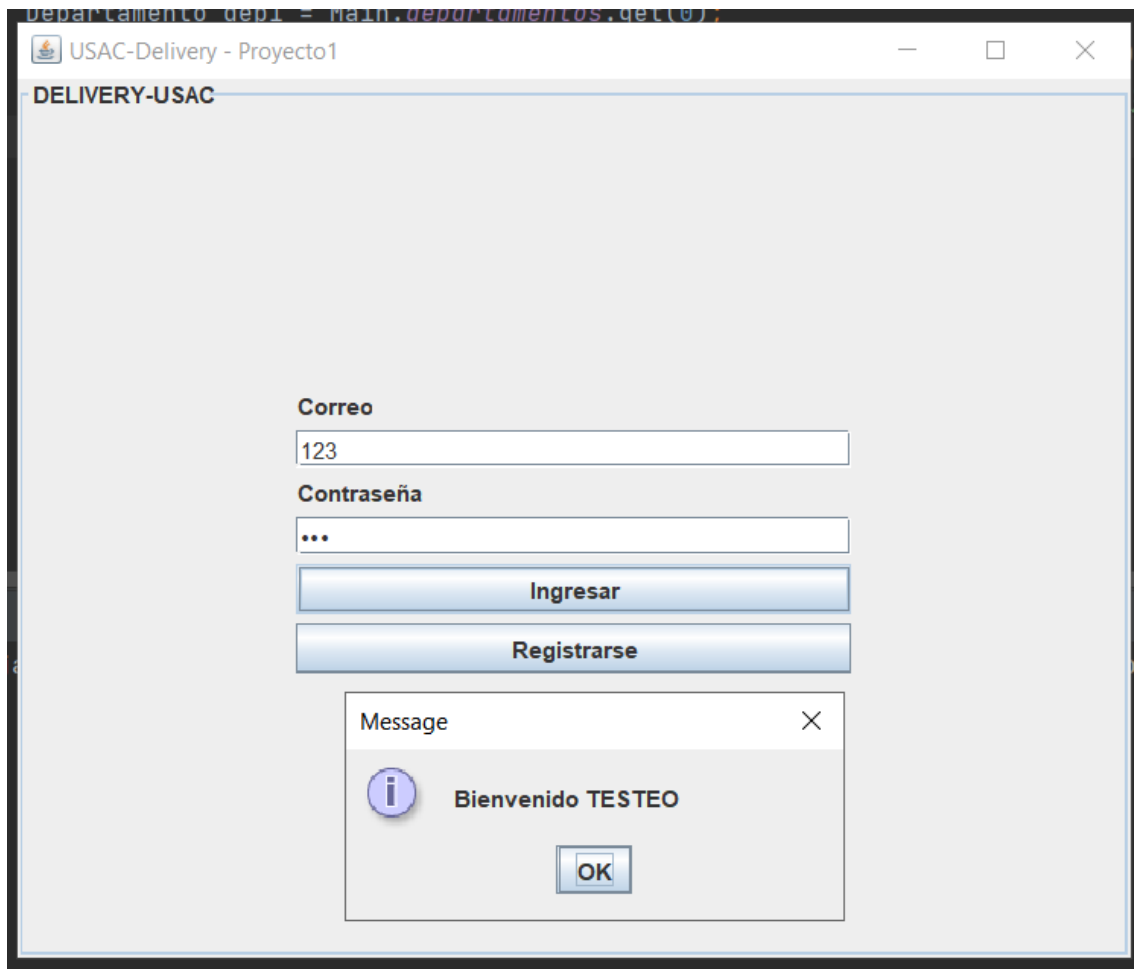 Departamento dep1 = Main.departamentos.get(0);
USAC-Delivery - Proyecto1
DELIVERY-USAC
Correo
123
Contraseña
•••
Ingresar
Registrarse
Message
Bienvenido TESTEO
OK